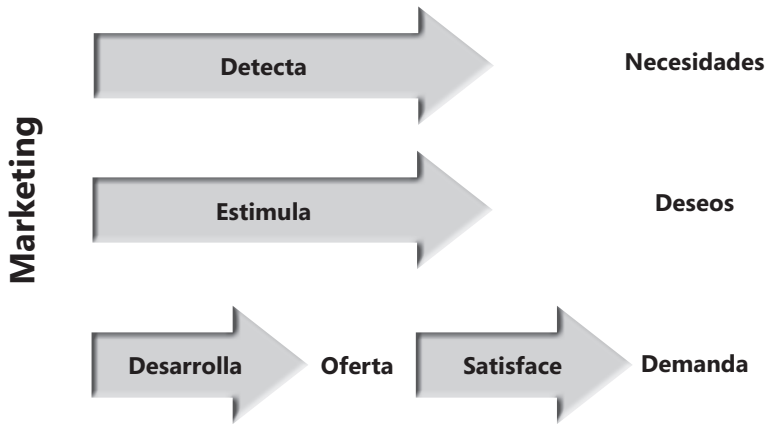 Marketing
Detecta Necesidades
Estimula Deseos
Desarrolla Oferta Satisface Demanda